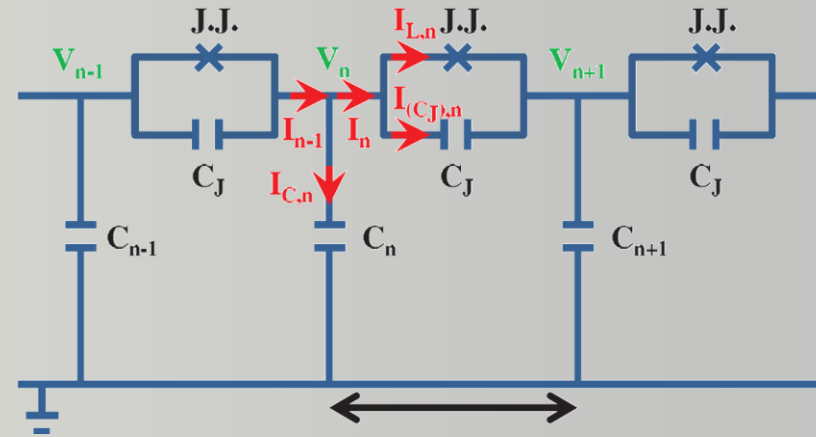 J.J. I_{L,n} J.J. J.J.
V_{n-1} V_n V_{n+1}
I_{n-1} I_n I_{(C_J),n}
C_J I_{C,n} C_J C_J
C_{n-1} C_n C_{n+1}